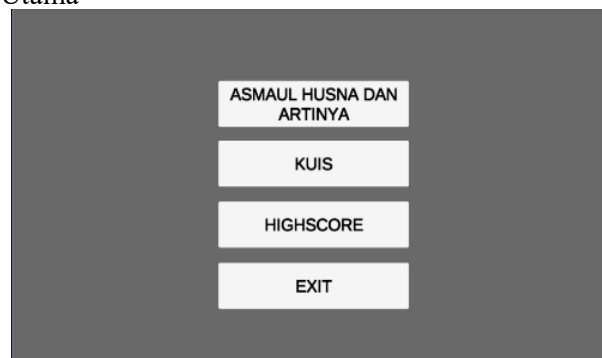 Utama
ASMAUL HUSNA DAN
ARTINYA
KUIS
HIGHSCORE
EXIT